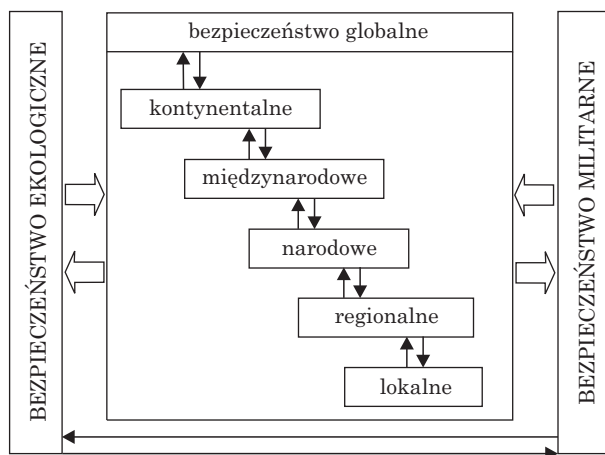 BEZPIECZEŃSTWO EKOLOGICZNE
bezpieczeństwo globalne
kontynentalne
międzynarodowe
narodowe
regionalne
lokalne
BEZPIECZEŃSTWO MILITARNE